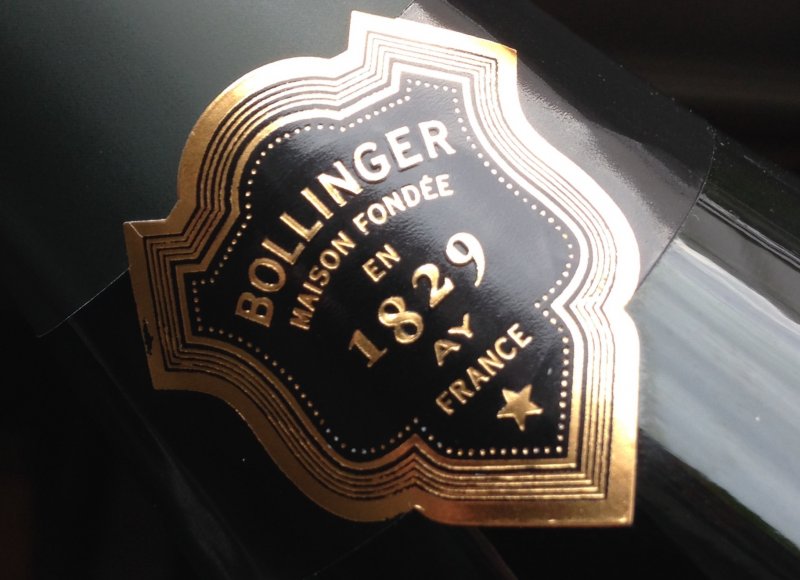 BOLLINGER
MAISON FONDÉE
EN
1829
AY
FRANCE